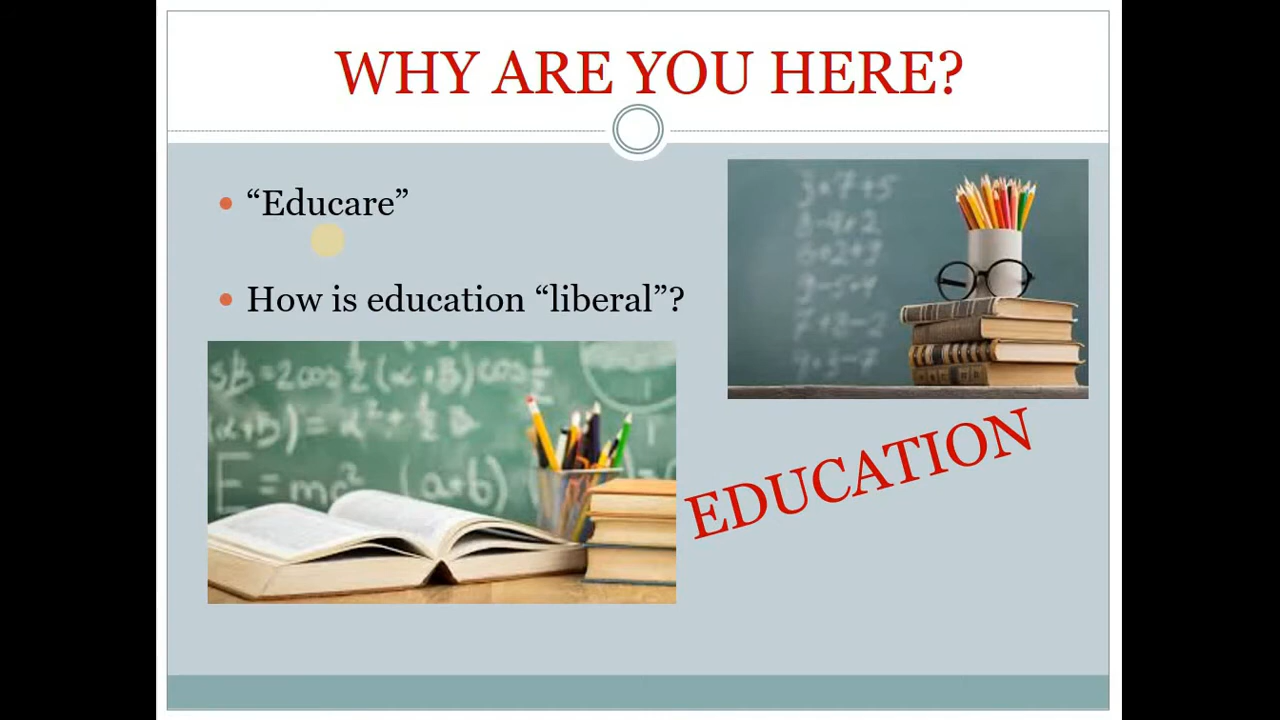 WHY ARE YOU HERE?
“Educare”
How is education “liberal”?
EDUCATION